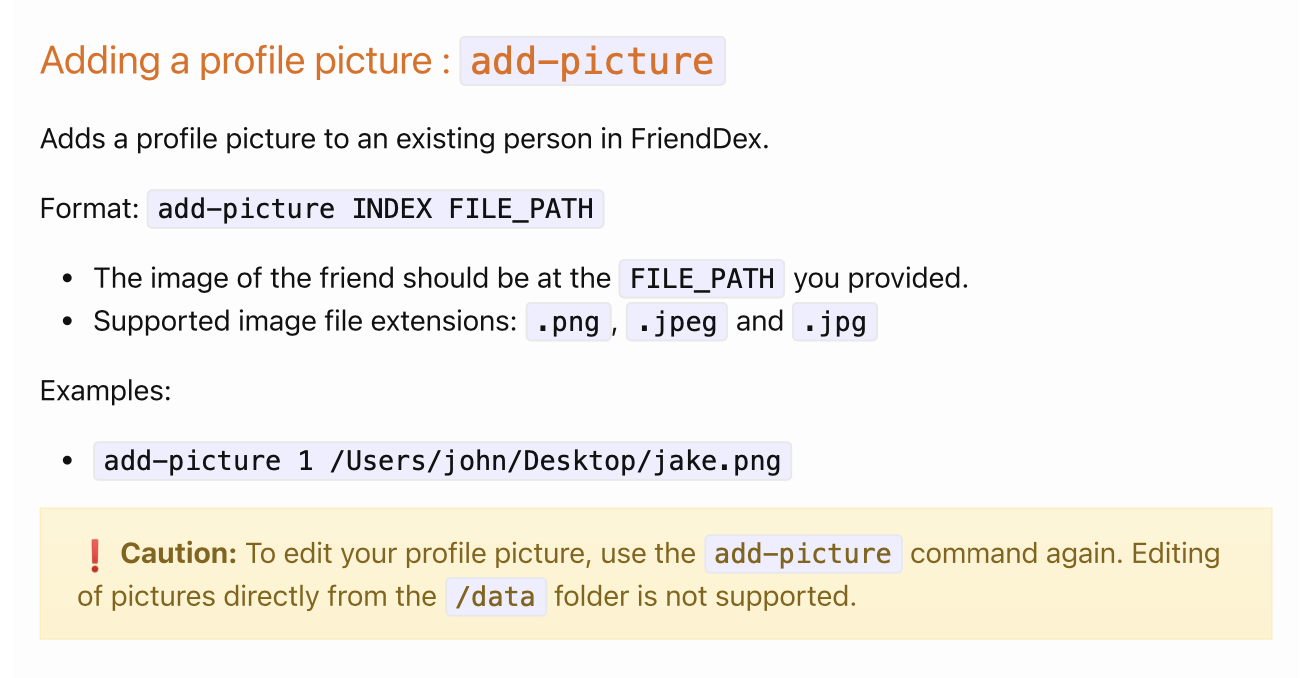 Adding a profile picture : add-picture
Adds a profile picture to an existing person in FriendDex.
Format: add-picture INDEX FILE_PATH
• The image of the friend should be at the FILE_PATH you provided.
• Supported image file extensions: .png, .jpeg and .jpg
Examples:
• add-picture 1 /Users/john/Desktop/jake.png
❗ Caution: To edit your profile picture, use the add-picture command again. Editing
of pictures directly from the /data folder is not supported.